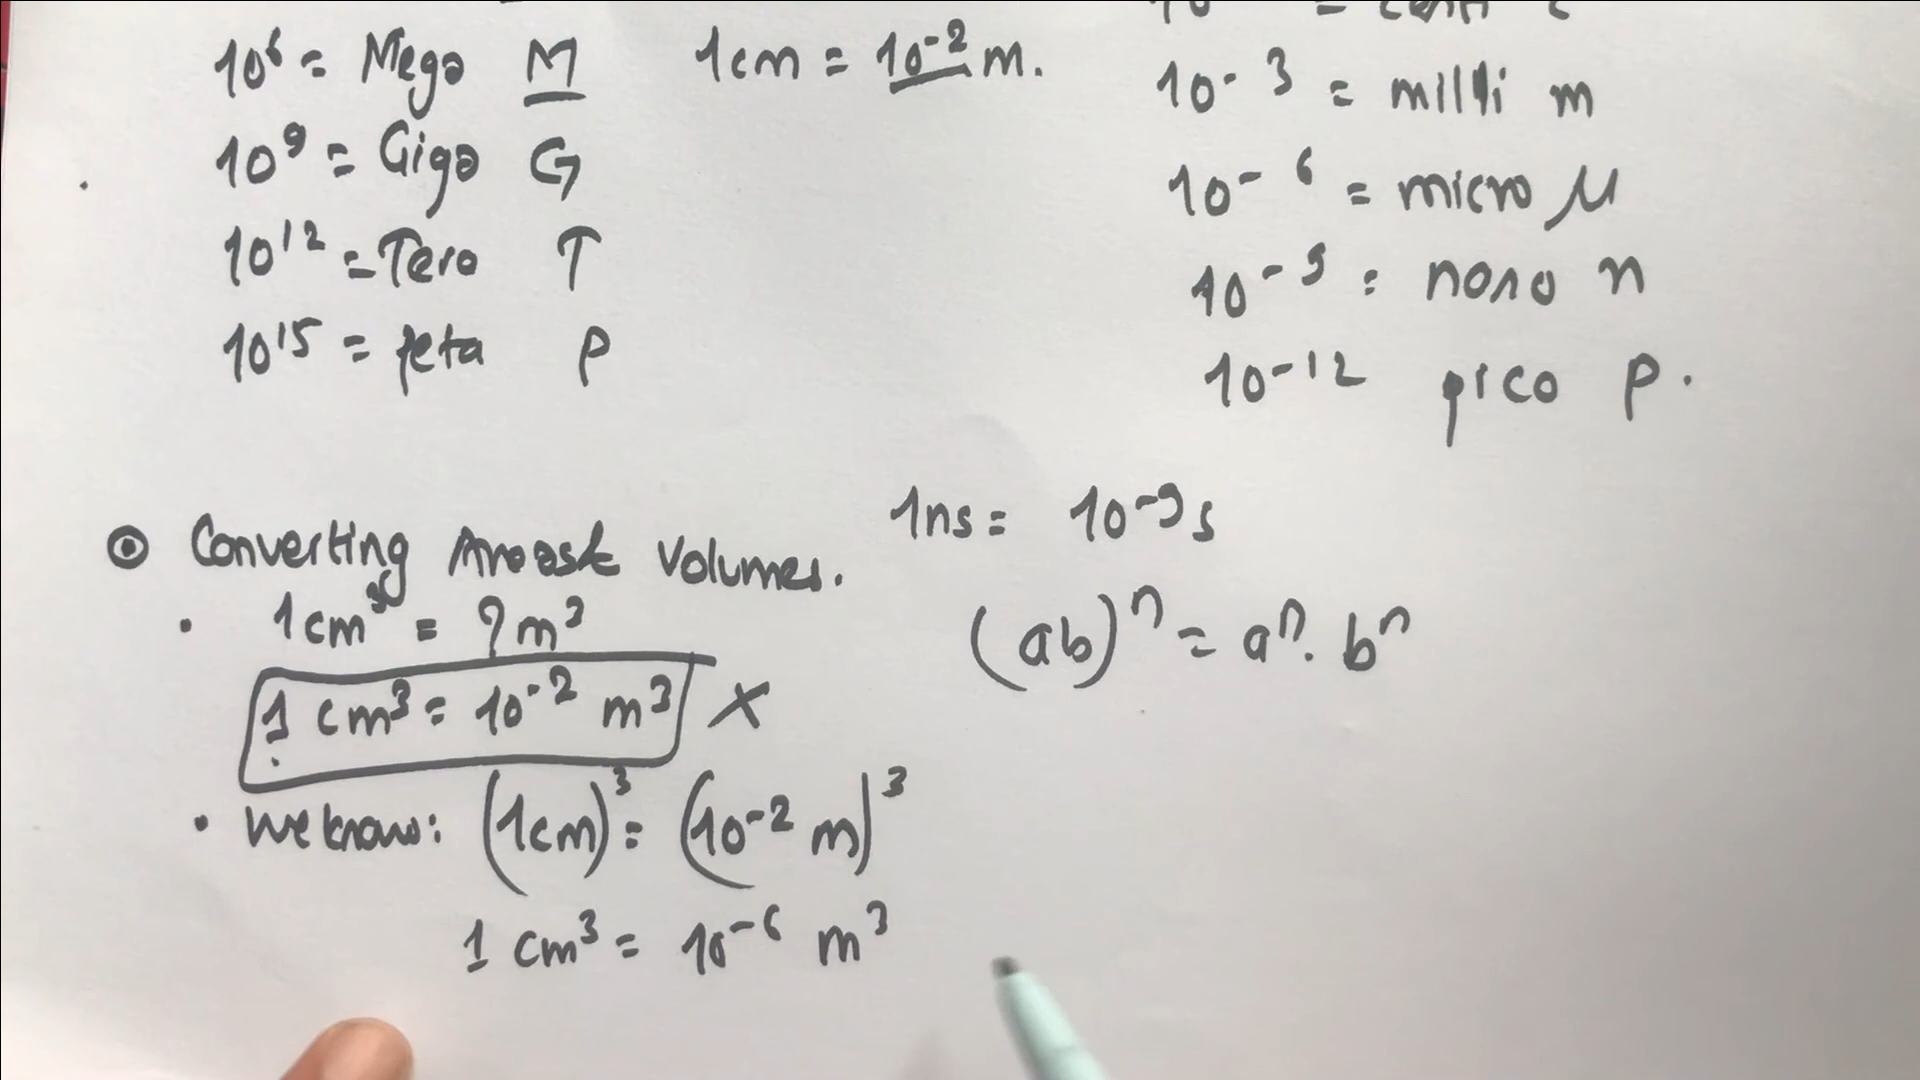 10⁶ = Mega M
10⁹ = Giga G
10¹² = Tera T
10¹⁵ = peta P
1cm = 10⁻² m.
10⁻³ = milli m
10⁻⁶ = micro μ
10⁻⁹ = nano n
10⁻¹² pico p.
Converting Areas & Volumes.
1ns = 10⁻⁹s
(ab)ⁿ = aⁿ. bⁿ
• 1cm³ = ? m³
1 cm³ = 10⁻² m³ X
• We know: (1cm)³ = (10⁻² m)³
1 cm³ = 10⁻⁶ m³